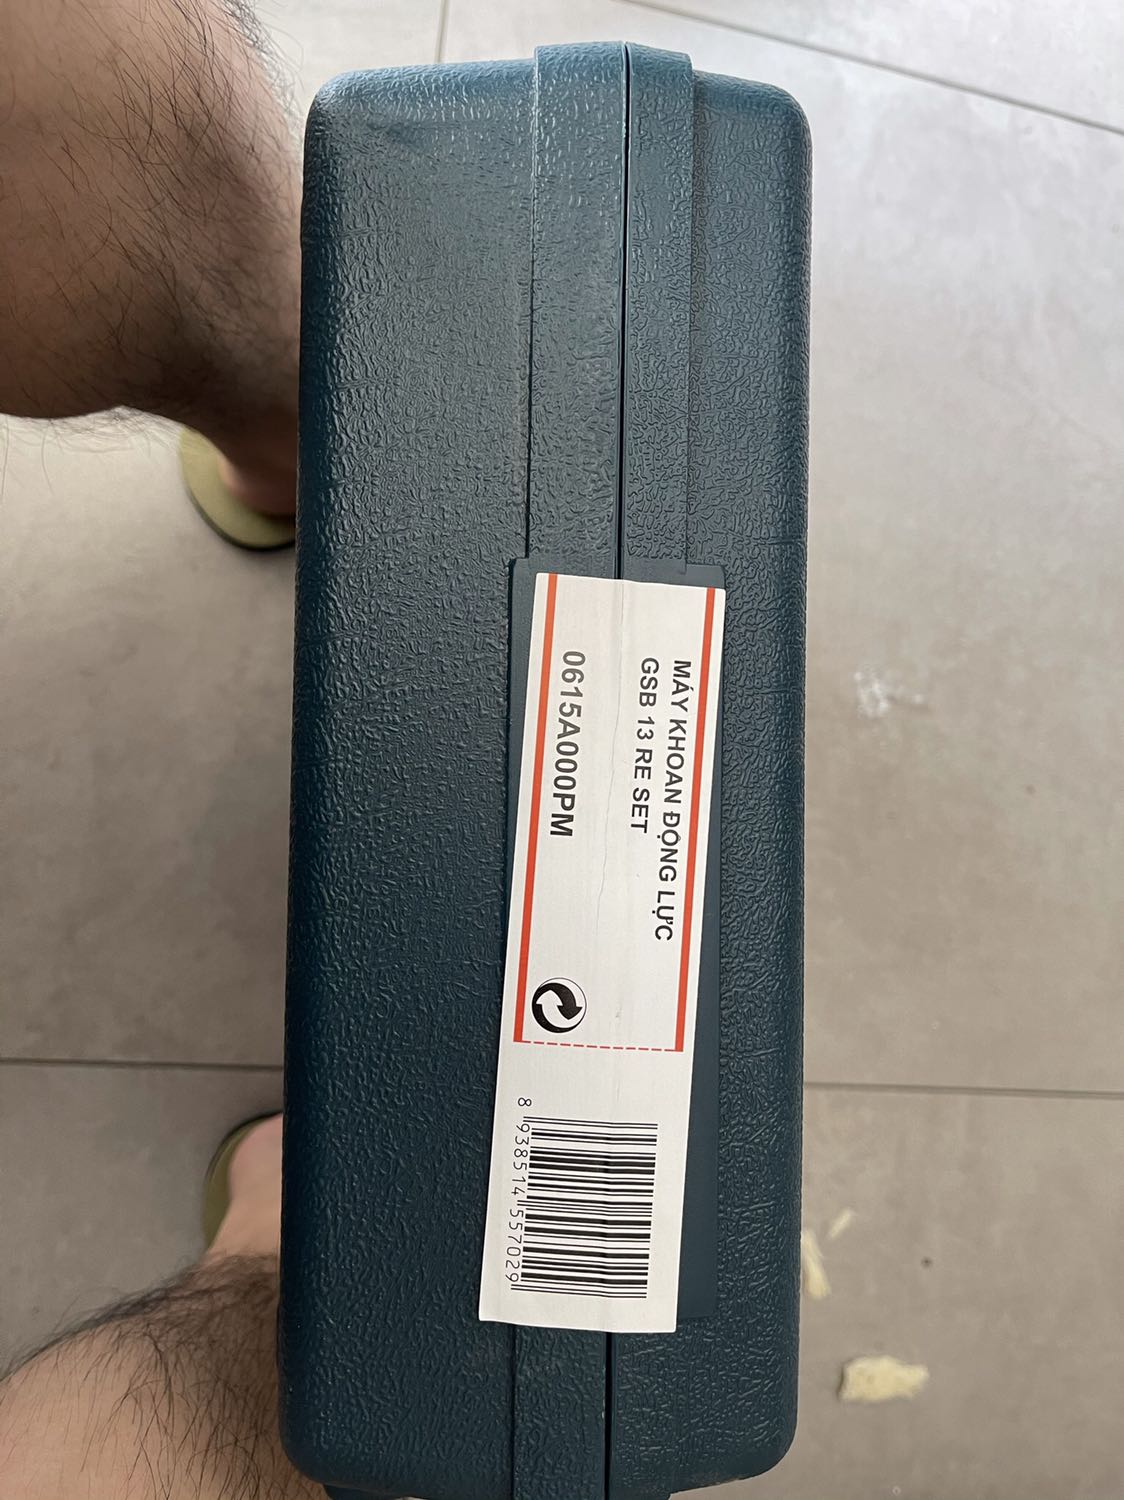 MÁY KHOAN ĐỘNG LỰC
GSB 13 RE SET
0615A000PM
8 938514 557029